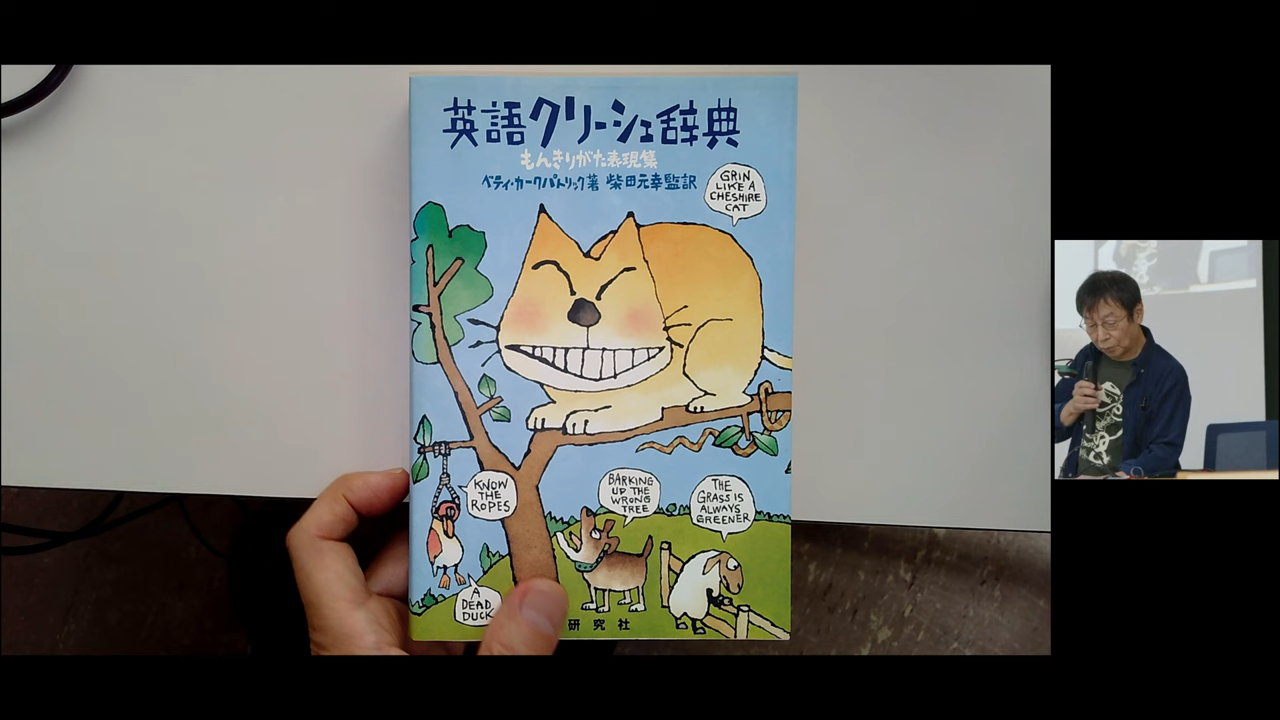 英語クリーシェ辞典
もんきりがた表現集
ベティ・カークパトリック著 柴田元幸監訳
GRIN
LIKE A
CHESHIRE
CAT
KNOW
THE
ROPES
BARKING
UP THE
WRONG
TREE
THE
GRASS IS
ALWAYS
GREENER
A
DEAD
DUCK
研究社